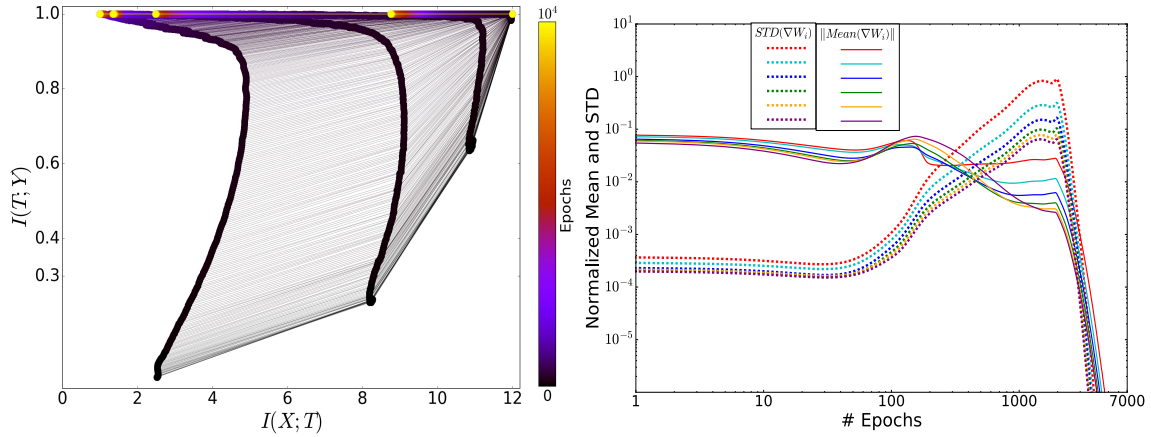 1.0
0.8
0.6
0.4
0.3
I(T;Y)
0 2 4 6 8 10 12
I(X;T)
10^4
Epochs
0
STD(∇W_i) ‖Mean(∇W_i)‖
10^1
10^0
10^-1
10^-2
10^-3
10^-4
10^-5
Normalized Mean and STD
1 10 100 1000 7000
# Epochs